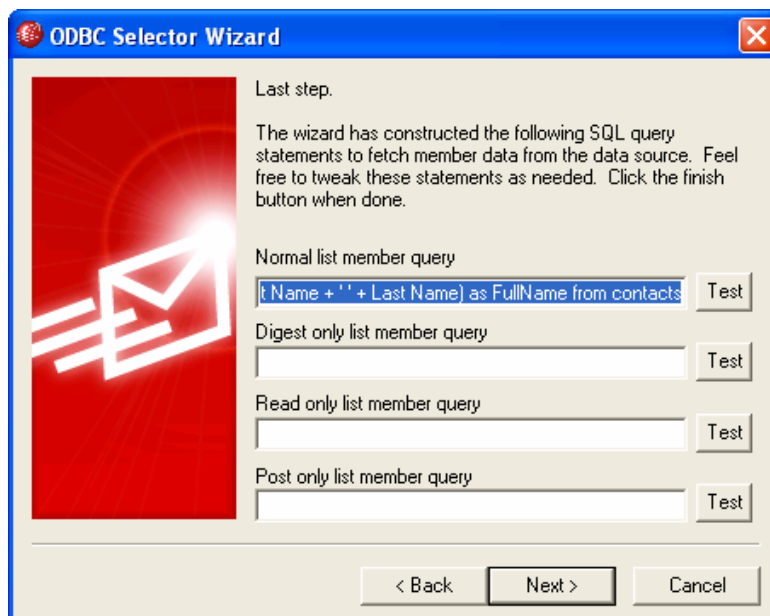 ODBC Selector Wizard
Last step.
The wizard has constructed the following SQL query
statements to fetch member data from the data source. Feel
free to tweak these statements as needed. Click the finish
button when done.
Normal list member query
t Name + ' ' + Last Name) as FullName from contacts
Test
Digest only list member query
Test
Read only list member query
Test
Post only list member query
Test
< Back
Next >
Cancel